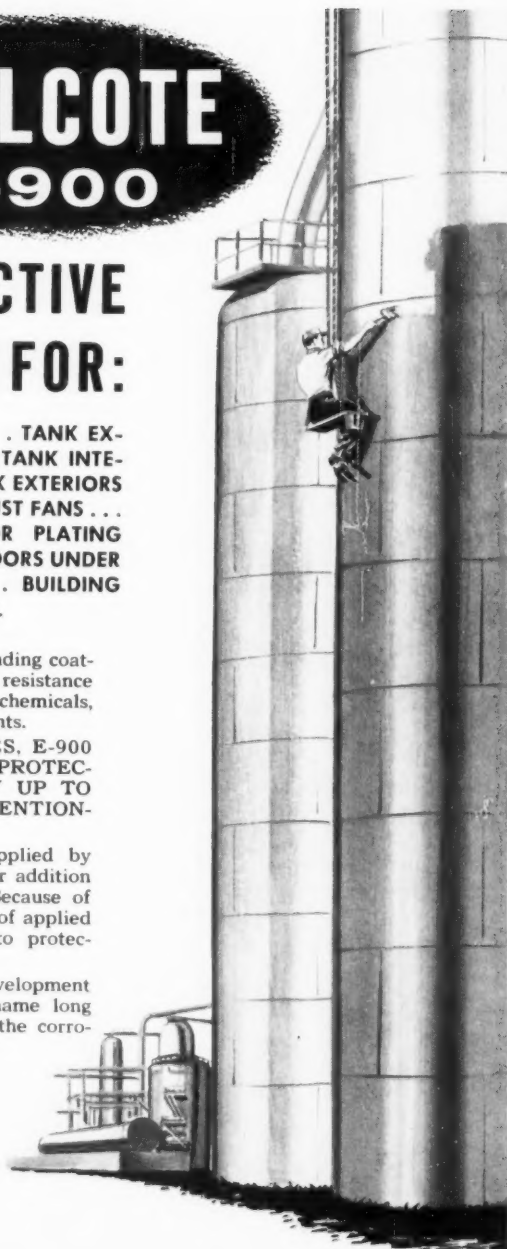 LCOTE
900
CTIVE
FOR:
. TANK EX-
TANK INTE-
K EXTERIORS
ST FANS . . .
R PLATING
OORS UNDER
. BUILDING
.
ding coat-
resistance
chemicals,
nts.
ES, E-900
PROTEC-
Y UP TO
ENTION-
pplied by
r addition
Because of
of applied
to protec-
velopment
name long
the corro-